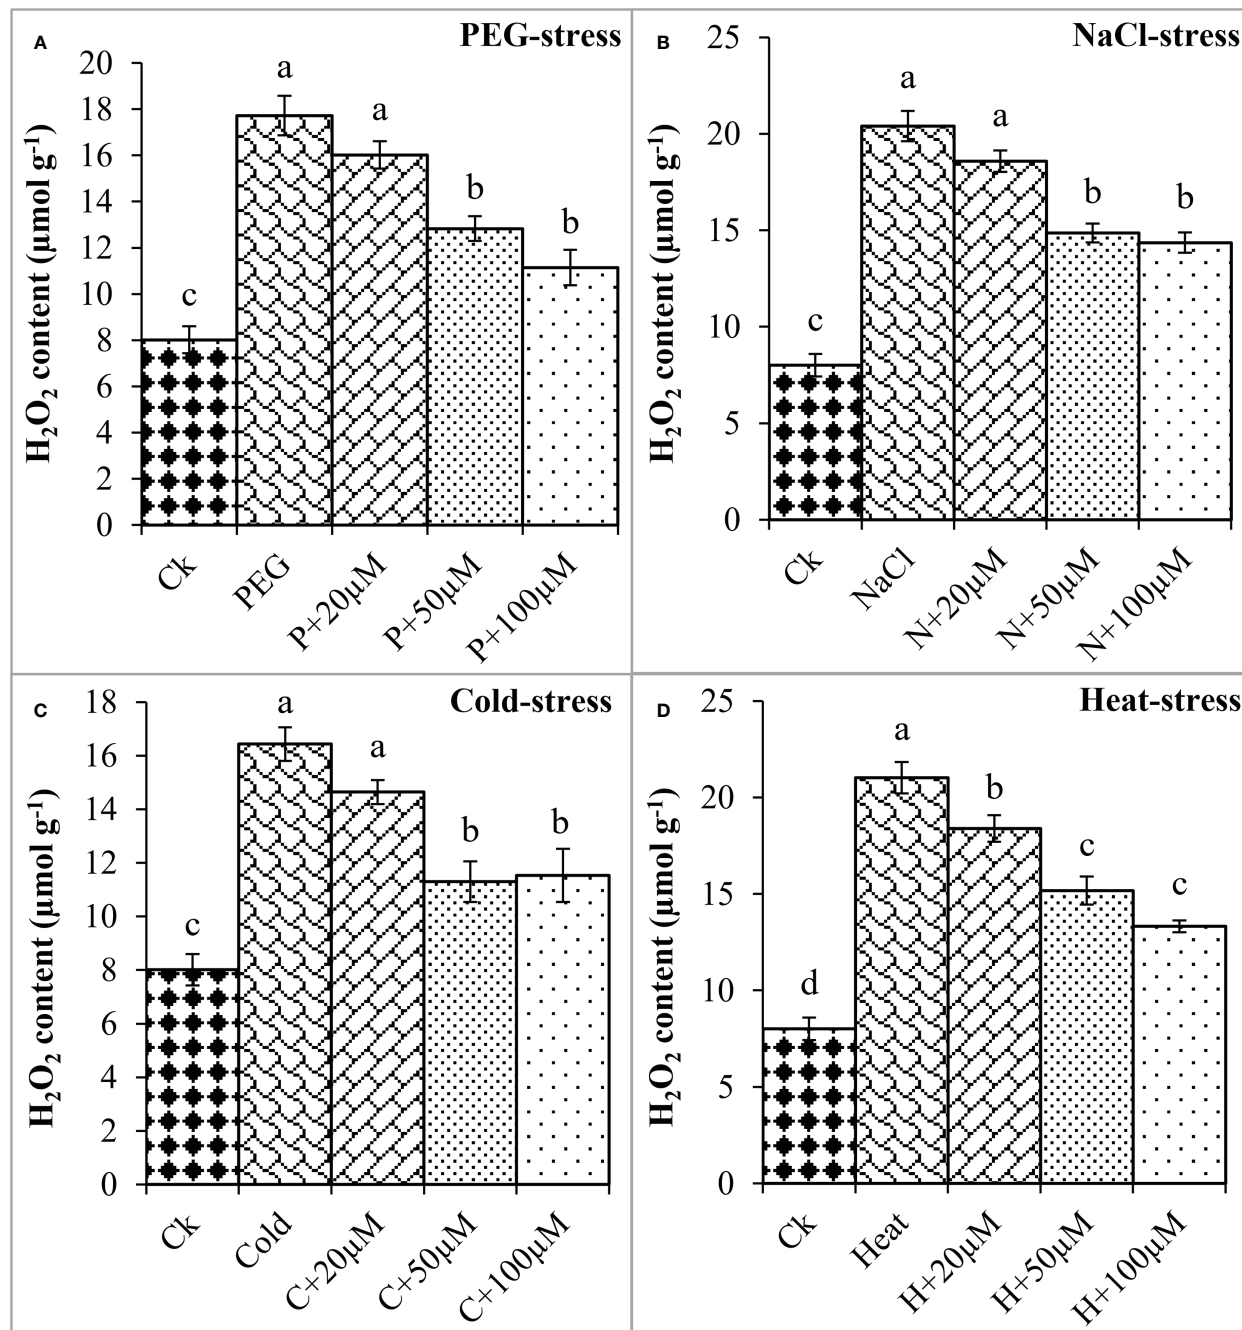 A
PEG-stress
H₂O₂ content (µmol g⁻¹)
20
18
16
14
12
10
8
6
4
2
0
c
a
a
b
b
Ck
PEG
P+20µM
P+50µM
P+100µM
B
NaCl-stress
H₂O₂ content (µmol g⁻¹)
25
20
15
10
5
0
c
a
a
b
b
Ck
NaCl
N+20µM
N+50µM
N+100µM
C
Cold-stress
H₂O₂ content (µmol g⁻¹)
18
16
14
12
10
8
6
4
2
0
c
a
a
b
b
Ck
Cold
C+20µM
C+50µM
C+100µM
D
Heat-stress
H₂O₂ content (µmol g⁻¹)
25
20
15
10
5
0
d
a
b
c
c
Ck
Heat
H+20µM
H+50µM
H+100µM